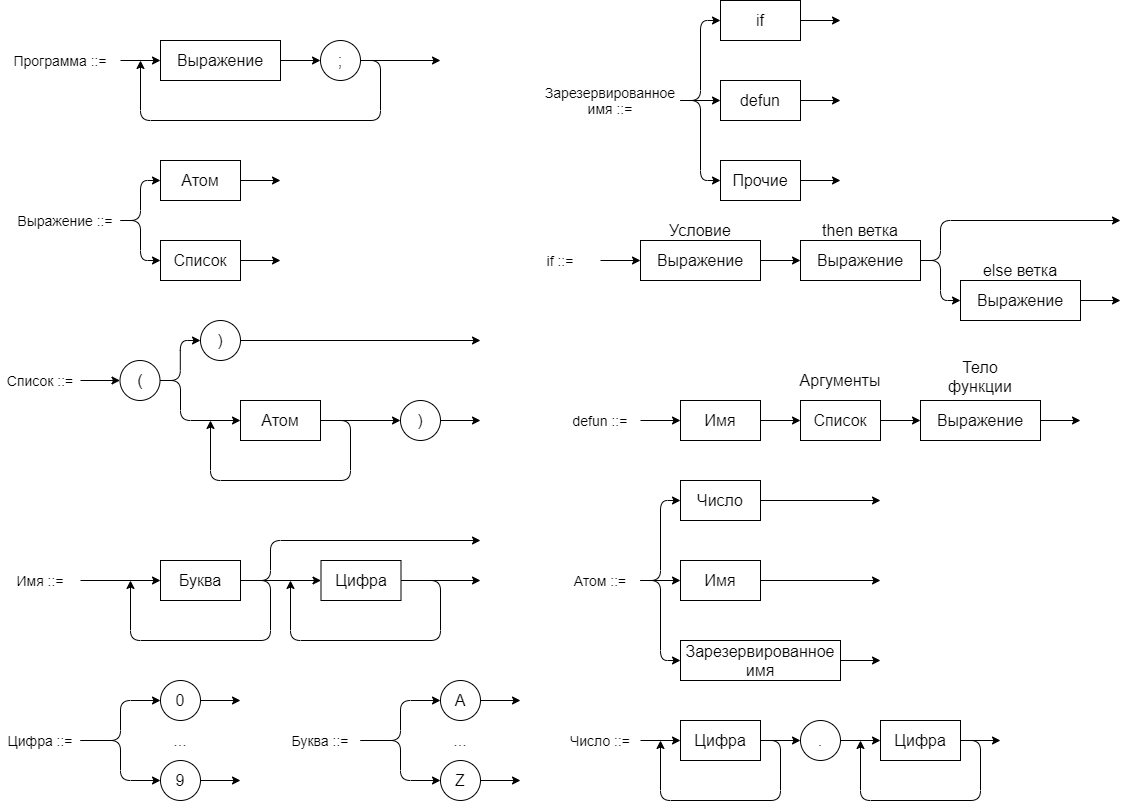 Программа ::=
Выражение
;
Выражение ::=
Атом
Список
Список ::=
(
)
Атом
)
Имя ::=
Буква
Цифра
Цифра ::=
0
...
9
Буква ::=
A
...
Z
Зарезервированное
имя ::=
if
defun
Прочие
if ::=
Условие
Выражение
then ветка
Выражение
else ветка
Выражение
defun ::=
Имя
Аргументы
Список
Тело
функции
Выражение
Атом ::=
Число
Имя
Зарезервированное
имя
Число ::=
Цифра
.
Цифра